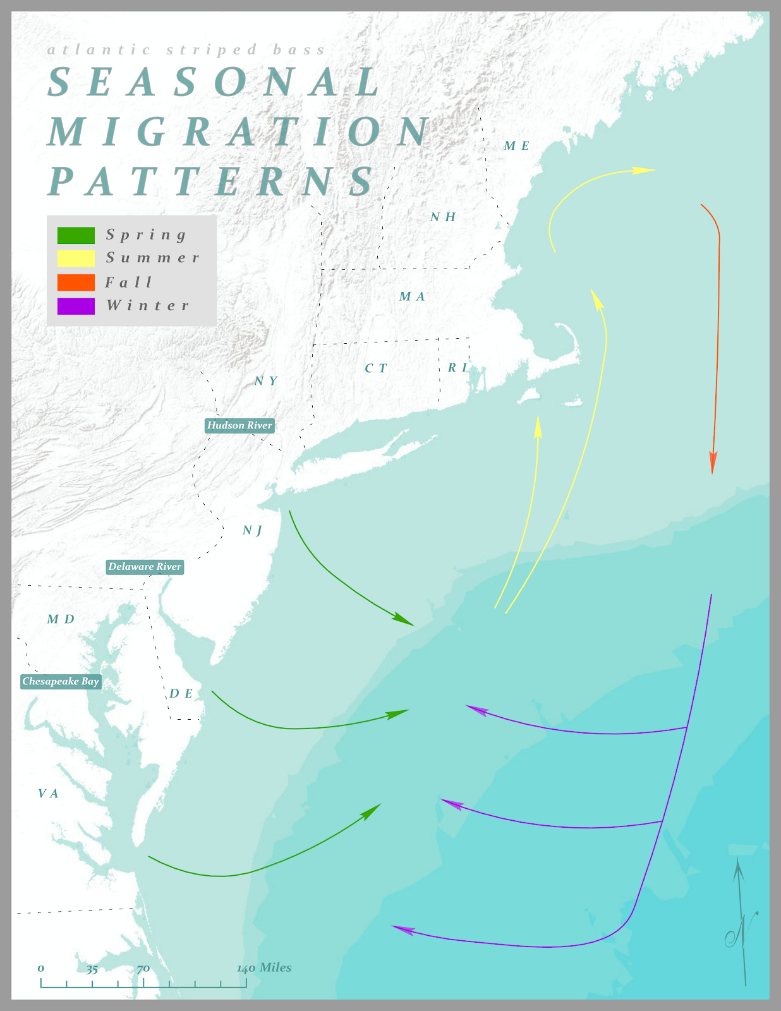 atlantic striped bass
SEASONAL
MIGRATION
PATTERNS
Spring
Summer
Fall
Winter
ME
NH
MA
CT
RI
NY
Hudson River
NJ
Delaware River
MD
Chesapeake Bay
DE
VA
N
0 35 70 140 Miles